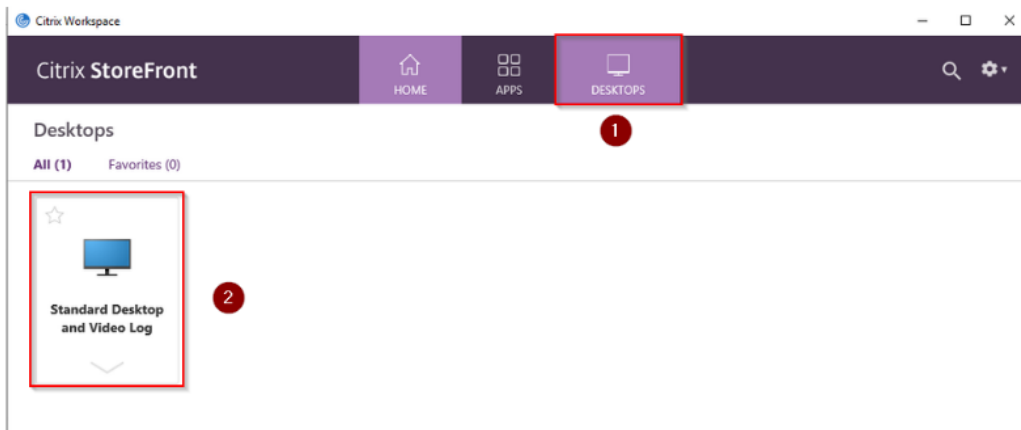 Citrix Workspace
Citrix StoreFront
HOME
APPS
DESKTOPS
1
Desktops
All (1)
Favorites (0)
2
Standard Desktop
and Video Log